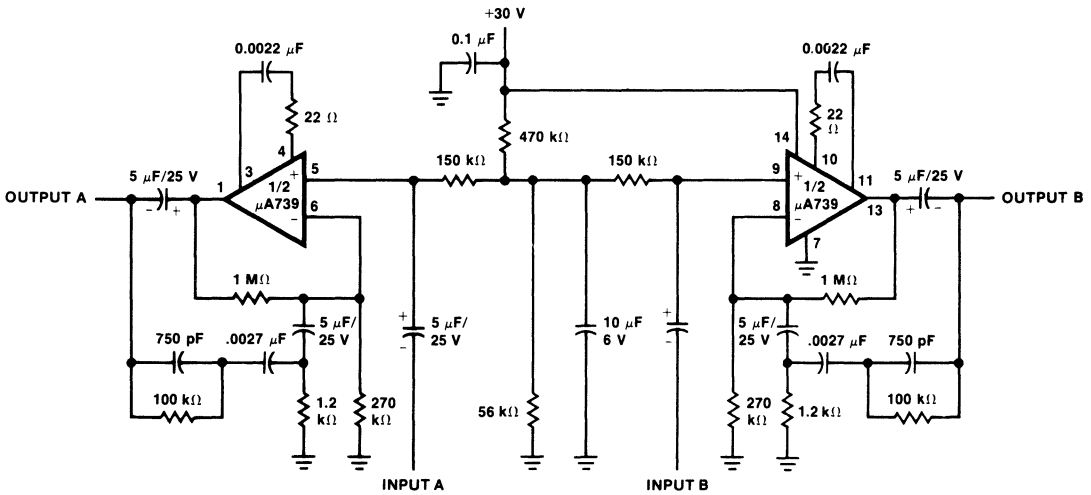 +30 V
0.1 µF
0.0022 µF
0.0022 µF
22 Ω
22
Ω
470 kΩ
14
4
10
150 kΩ
150 kΩ
5 µF/25 V
3
5
9
11
5 µF/25 V
OUTPUT A
1
+
1/2
µA739
+
1/2
µA739
13
OUTPUT B
- +
-
6
8
-
+ -
7
1 MΩ
1 MΩ
5 µF/
25 V
+
5 µF/
25 V
-
10 µF
6 V
+
-
5 µF/
25 V
750 pF
.0027 µF
.0027 µF
750 pF
100 kΩ
1.2
kΩ
270
kΩ
56 kΩ
270
kΩ
1.2 kΩ
100 kΩ
INPUT A
INPUT B